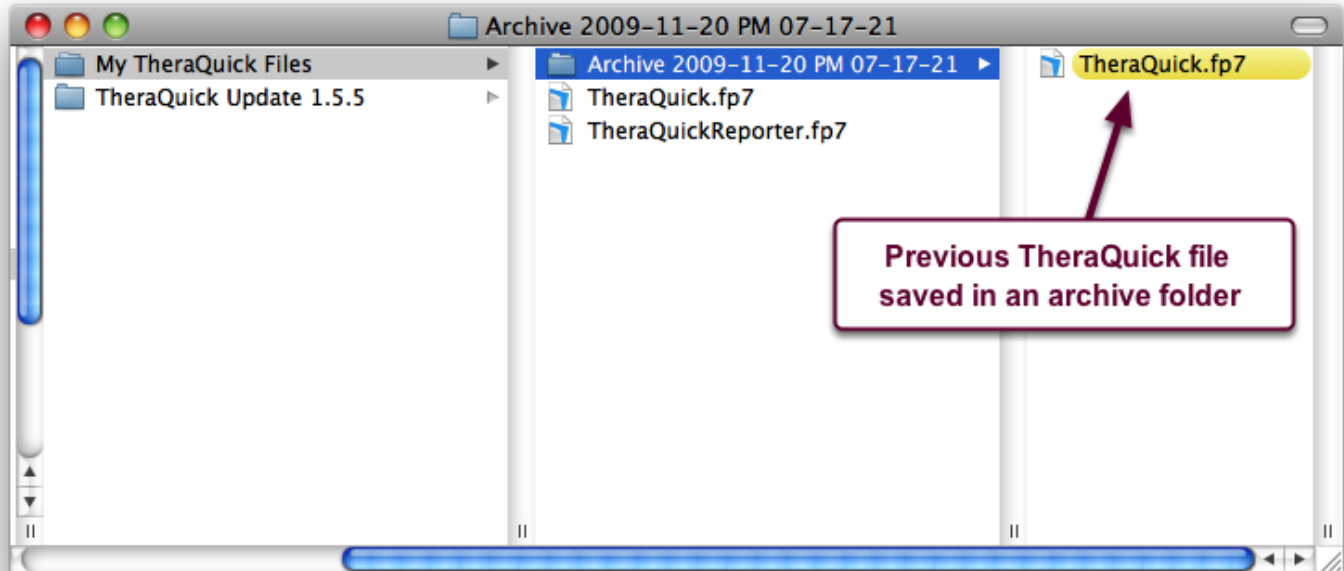 Archive 2009-11-20 PM 07-17-21
My TheraQuick Files
TheraQuick Update 1.5.5
Archive 2009-11-20 PM 07-17-21
TheraQuick.fp7
TheraQuickReporter.fp7
TheraQuick.fp7
Previous TheraQuick file
saved in an archive folder